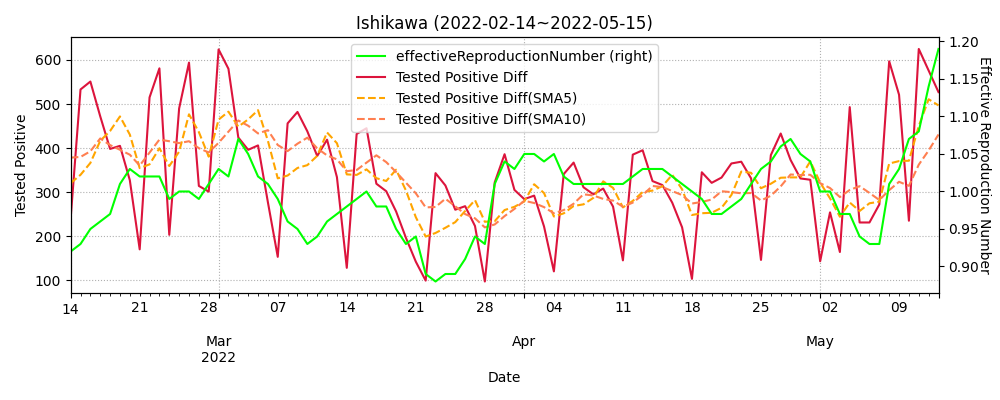 Ishikawa (2022-02-14~2022-05-15)
effectiveReproductionNumber (right)
Tested Positive Diff
Tested Positive Diff(SMA5)
Tested Positive Diff(SMA10)
Tested Positive
600
500
400
300
200
100
1.20
1.15
1.10
1.05
1.00
0.95
0.90
Effective Reproduction Number
14 21 28 07 14 21 28 04 11 18 25 02 09
Mar Apr May
2022
Date